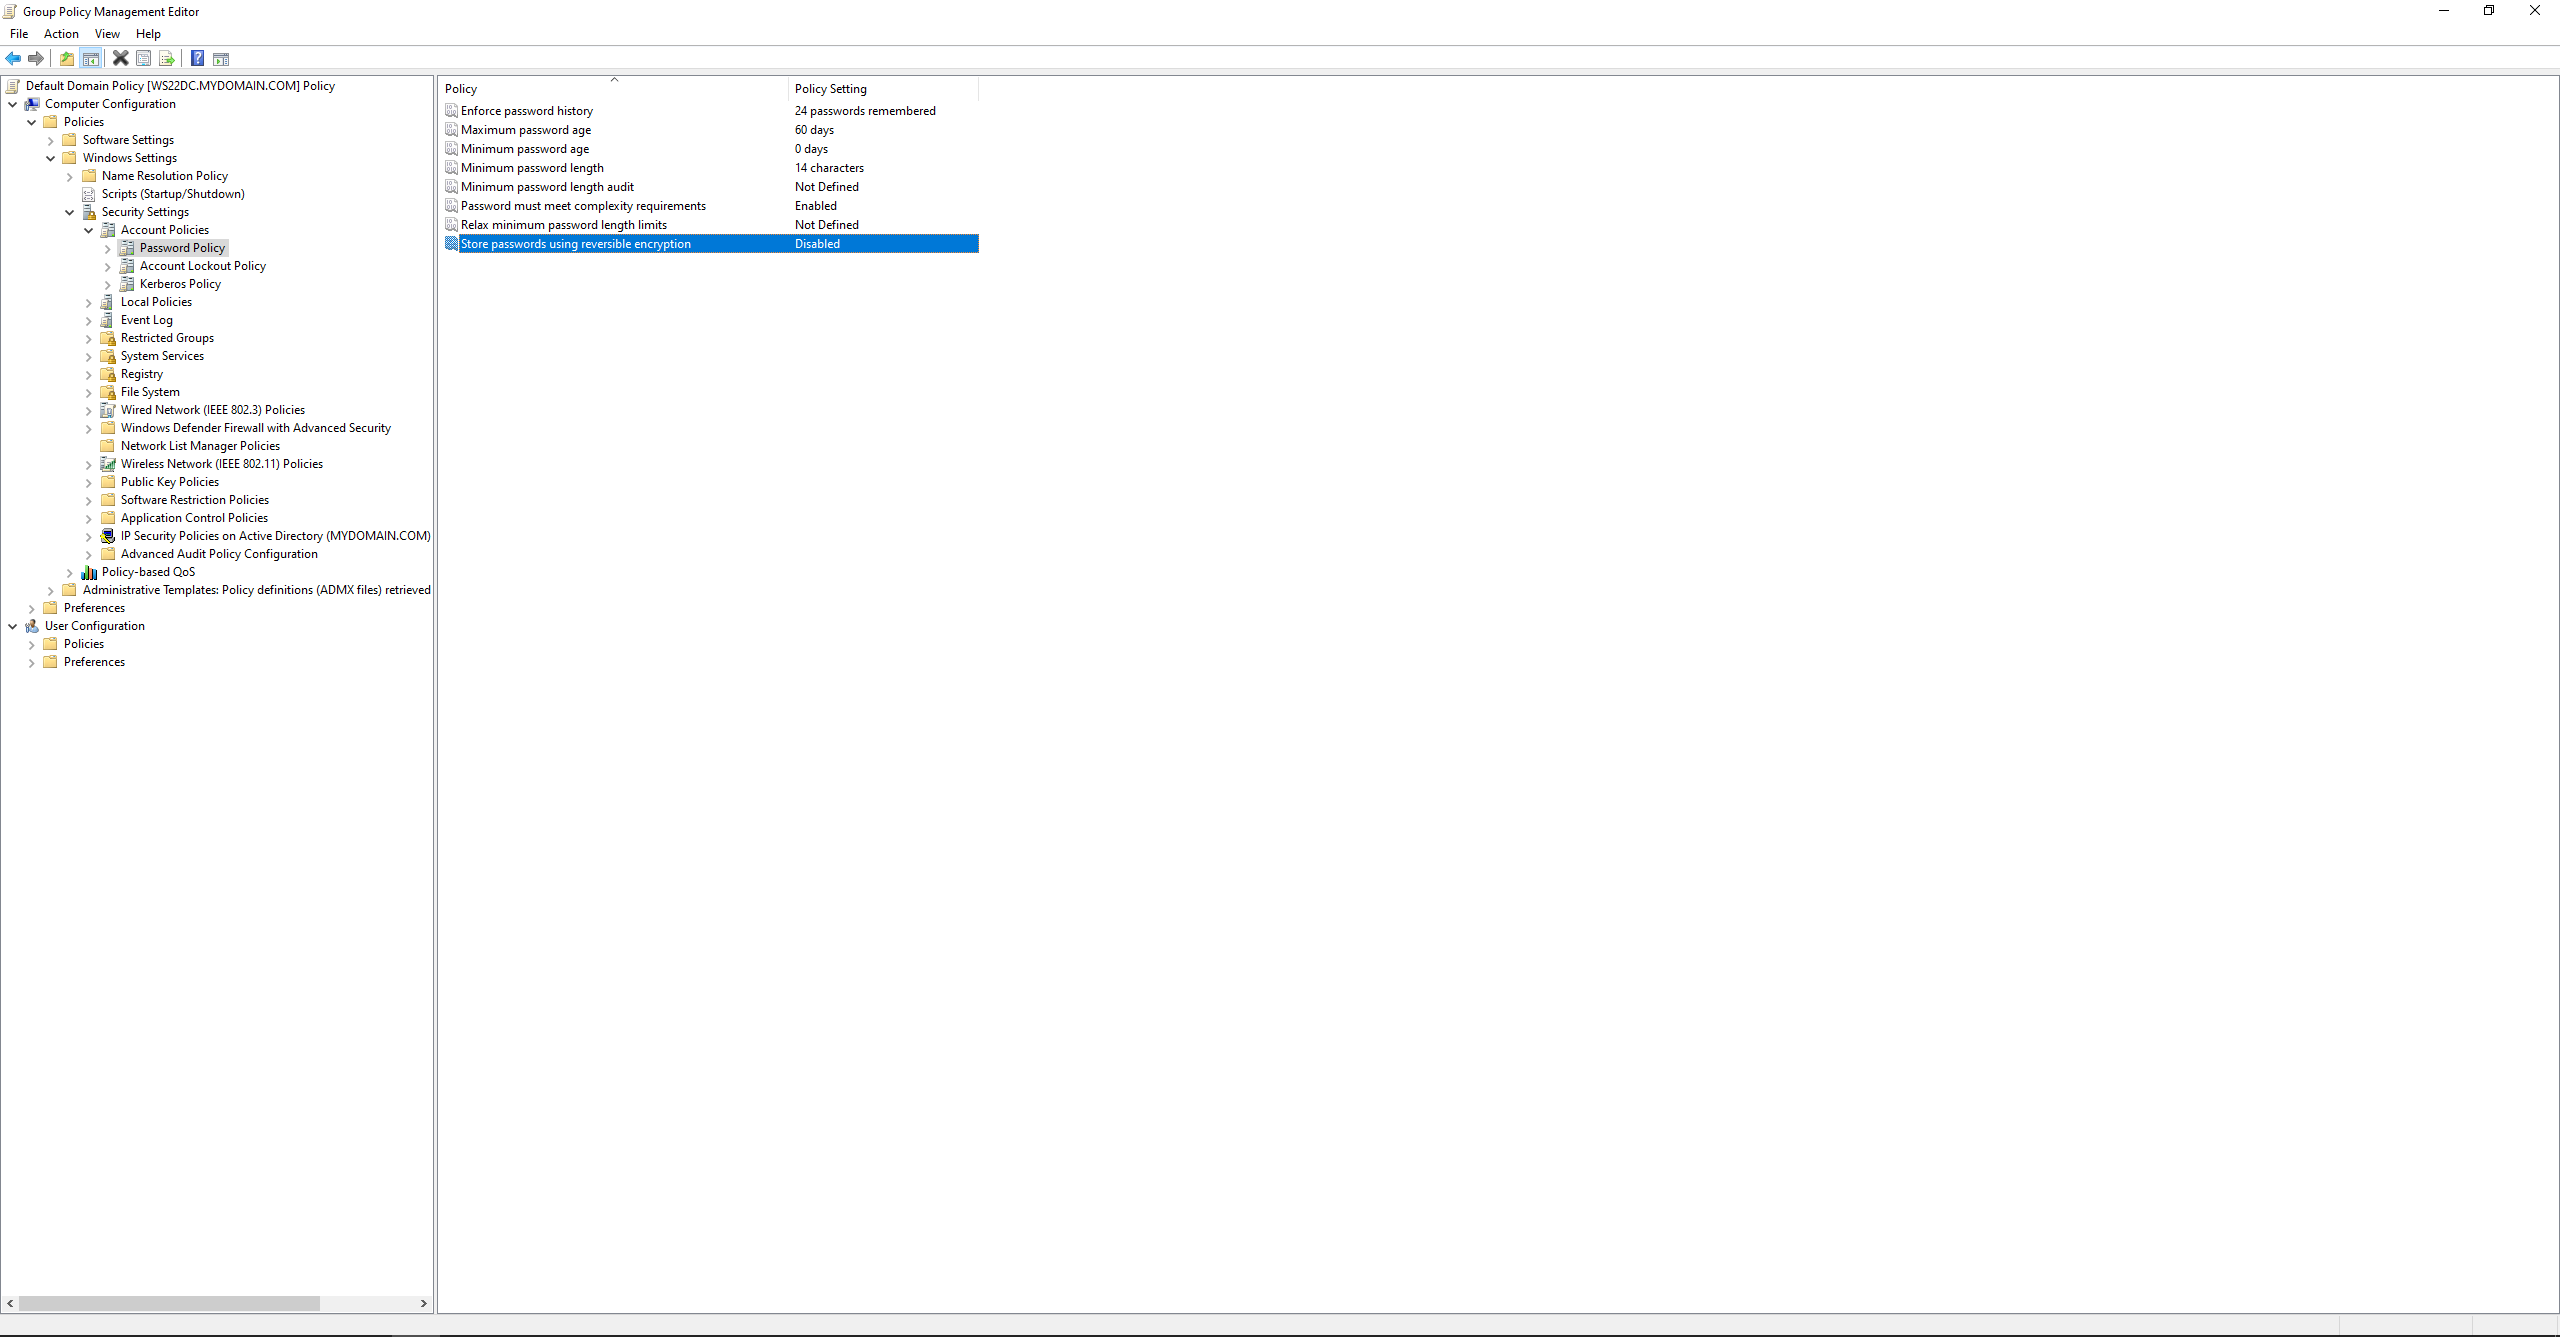 Group Policy Management Editor
File Action View Help
Default Domain Policy [WS22DC.MYDOMAIN.COM] Policy
Computer Configuration
Policies
Software Settings
Windows Settings
Name Resolution Policy
Scripts (Startup/Shutdown)
Security Settings
Account Policies
Password Policy
Account Lockout Policy
Kerberos Policy
Local Policies
Event Log
Restricted Groups
System Services
Registry
File System
Wired Network (IEEE 802.3) Policies
Windows Defender Firewall with Advanced Security
Network List Manager Policies
Wireless Network (IEEE 802.11) Policies
Public Key Policies
Software Restriction Policies
Application Control Policies
IP Security Policies on Active Directory (MYDOMAIN.COM)
Advanced Audit Policy Configuration
Policy-based QoS
Administrative Templates: Policy definitions (ADMX files) retrieved
Preferences
User Configuration
Policies
Preferences
Policy Policy Setting
Enforce password history 24 passwords remembered
Maximum password age 60 days
Minimum password age 0 days
Minimum password length 14 characters
Minimum password length audit Not Defined
Password must meet complexity requirements Enabled
Relax minimum password length limits Not Defined
Store passwords using reversible encryption Disabled